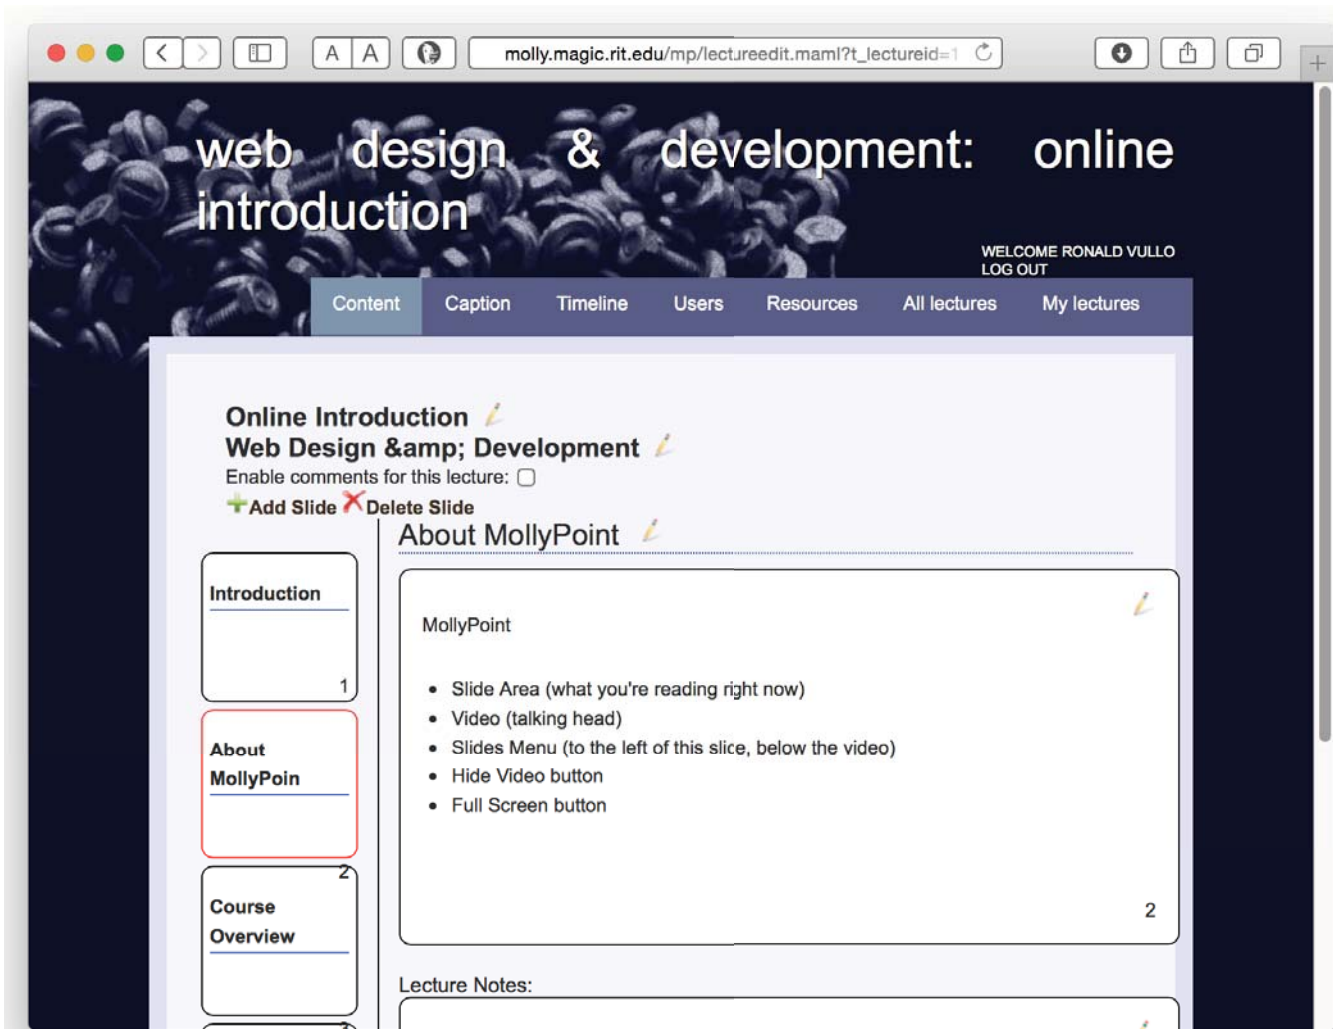 A A molly.magic.rit.edu/mp/lectureedit.maml?t_lectureid=1
web design & development: online
introduction
WELCOME RONALD VULLO
LOG OUT
Content Caption Timeline Users Resources All lectures My lectures
Online Introduction
Web Design &amp; Development
Enable comments for this lecture:
Add Slide Delete Slide
About MollyPoint
Introduction
1
About
MollyPoin
2
Course
Overview
3
MollyPoint
• Slide Area (what you're reading right now)
• Video (talking head)
• Slides Menu (to the left of this slice, below the video)
• Hide Video button
• Full Screen button
2
Lecture Notes: